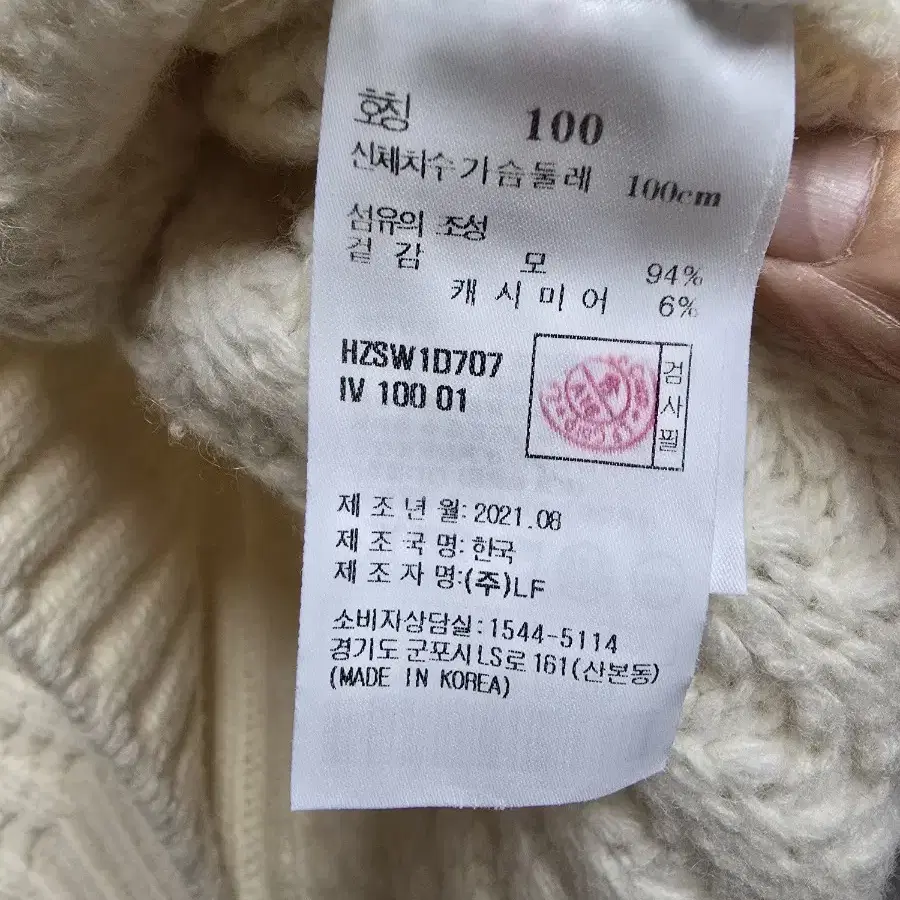 호칭 100
신체치수 가슴둘레 100cm
섬유의 조성
겉감 모 94%
캐시미어 6%
HZSW1D707
IV 100 01
검사필
제조년월: 2021.08
제조국명: 한국
제조자명:(주)LF
소비자상담실: 1544-5114
경기도 군포시 LS로 161(산본동)
(MADE IN KOREA)